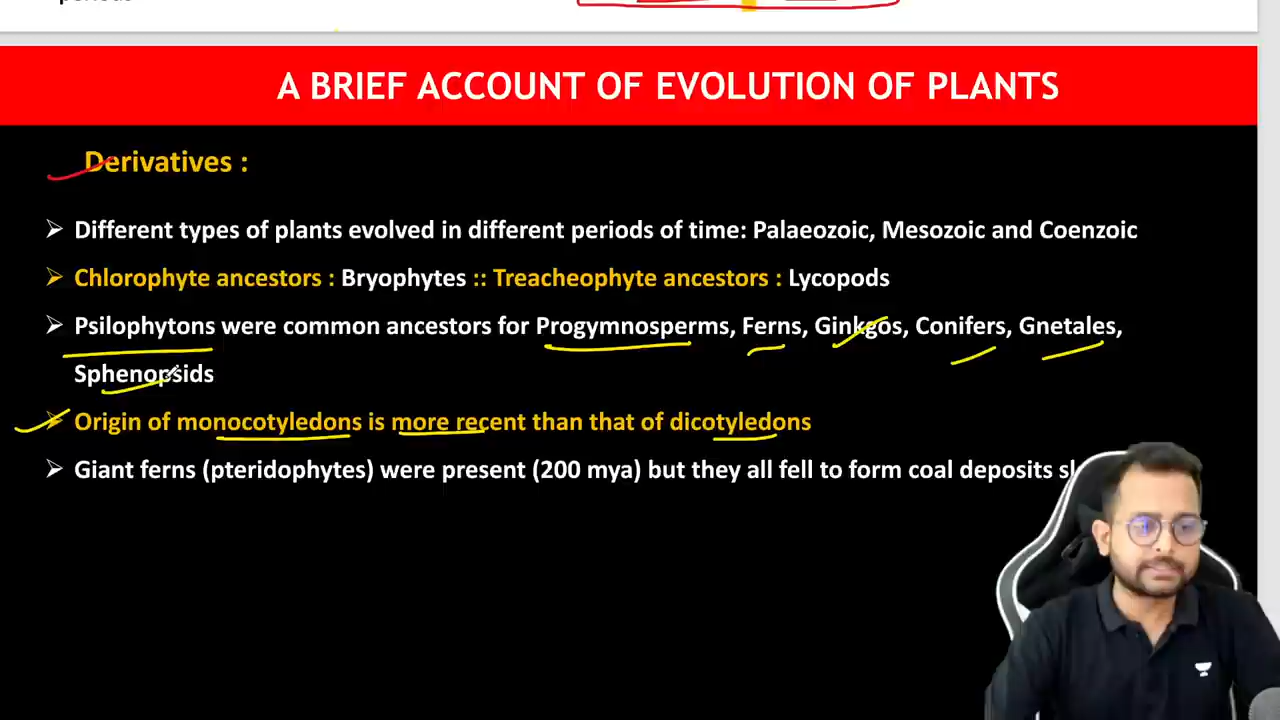 A BRIEF ACCOUNT OF EVOLUTION OF PLANTS
Derivatives :
Different types of plants evolved in different periods of time: Palaeozoic, Mesozoic and Coenzoic
Chlorophyte ancestors : Bryophytes :: Treacheophyte ancestors : Lycopods
Psilophytons were common ancestors for Progymnosperms, Ferns, Ginkgos, Conifers, Gnetales,
Sphenopsids
Origin of monocotyledons is more recent than that of dicotyledons
Giant ferns (pteridophytes) were present (200 mya) but they all fell to form coal deposits